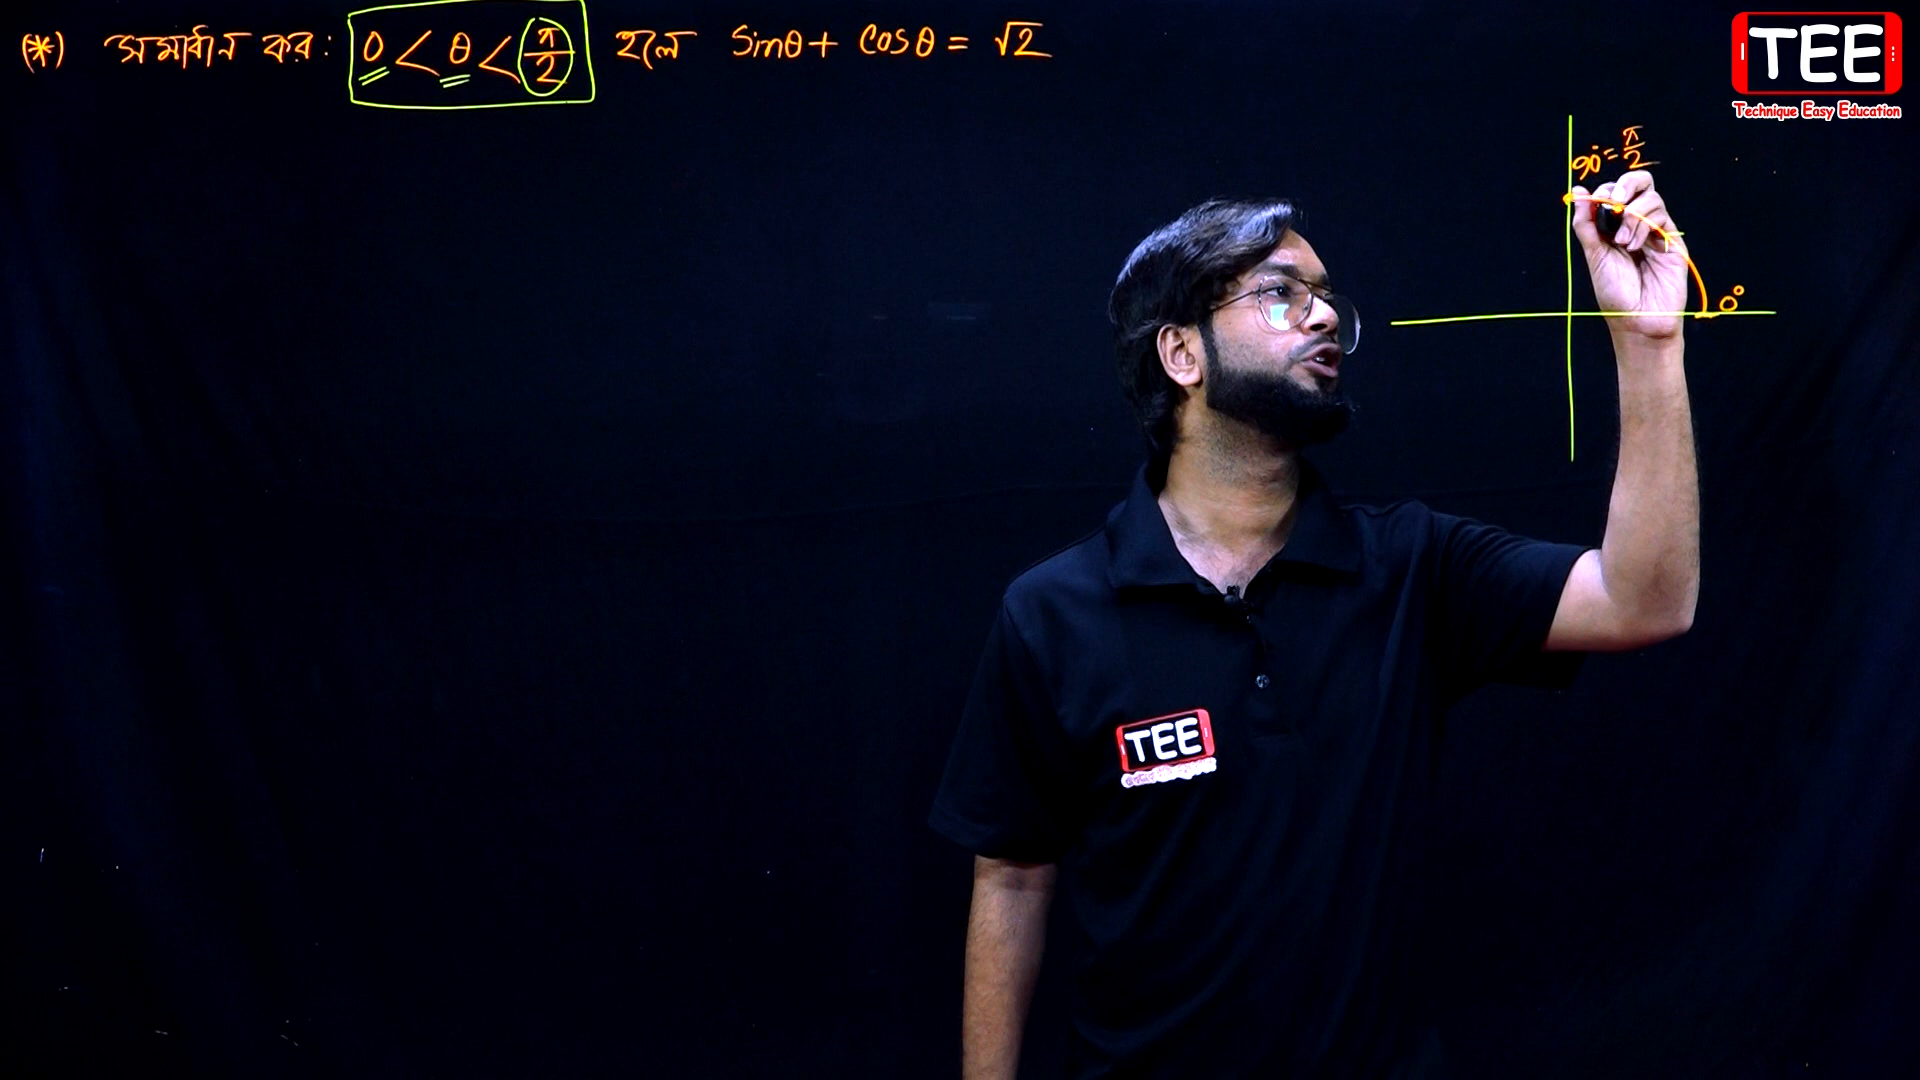 (*) সমাধান কর: 0 < θ < π/2 হলে sinθ + cosθ = √2
TEE
Technique Easy Education
90° = π/2
0°
TEE